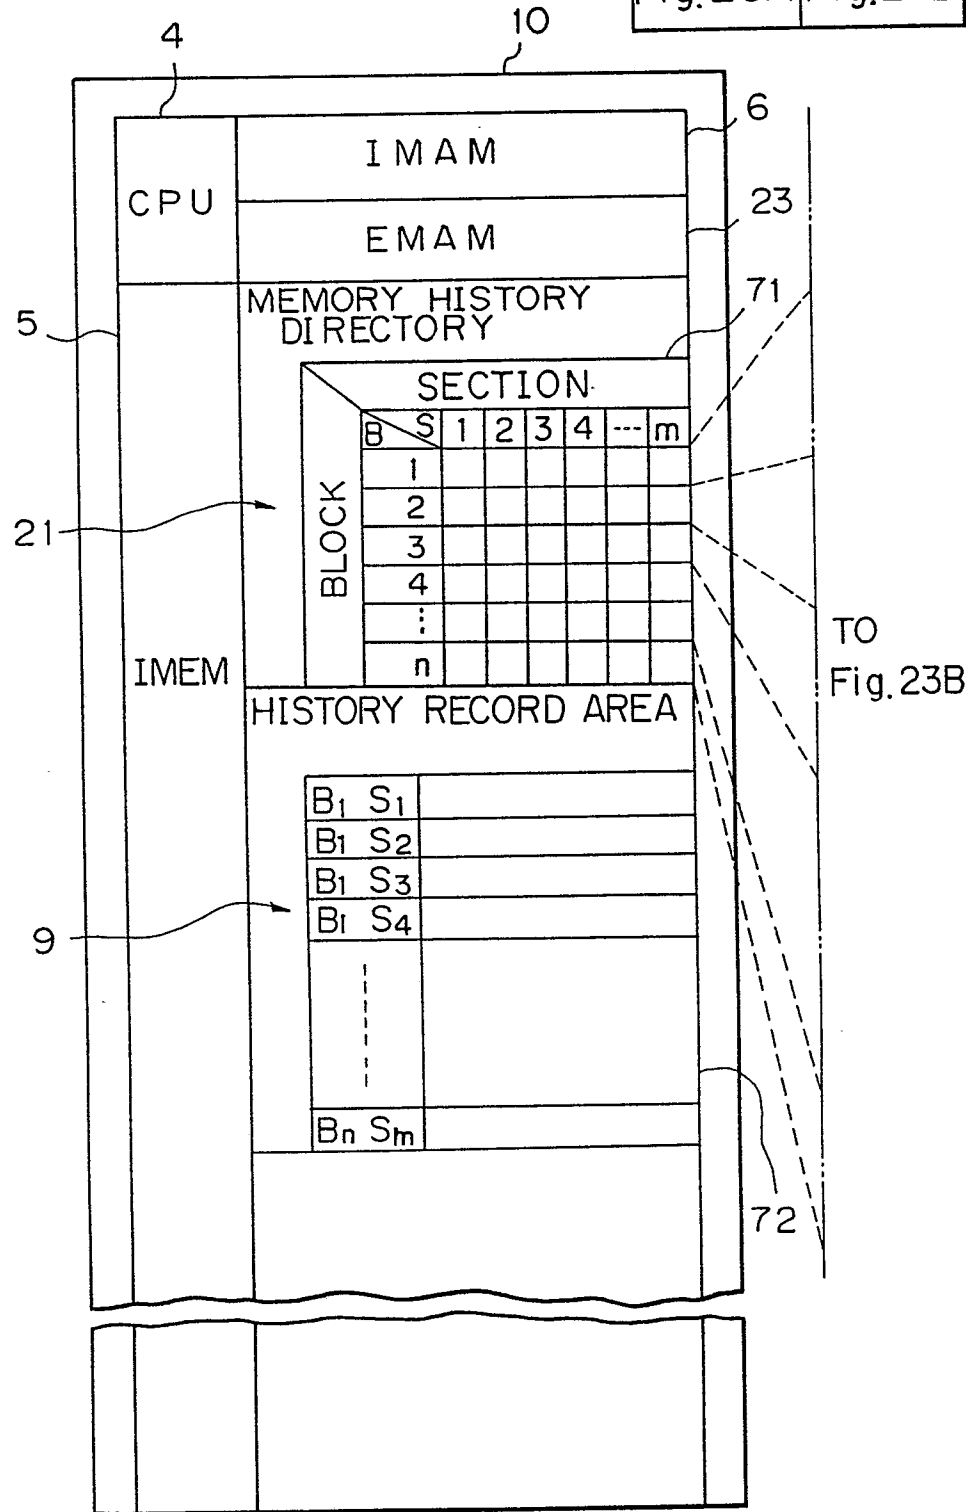 10
4
6
IMAM
CPU
23
EMAM
71
MEMORY HISTORY
DIRECTORY
5
SECTION
B S 1 2 3 4 ---- m
1
2
3
4
n
BLOCK
21
TO
Fig. 23B
IMEM
HISTORY RECORD AREA
B1 S1
B1 S2
B1 S3
B1 S4
9
Bn Sm
72